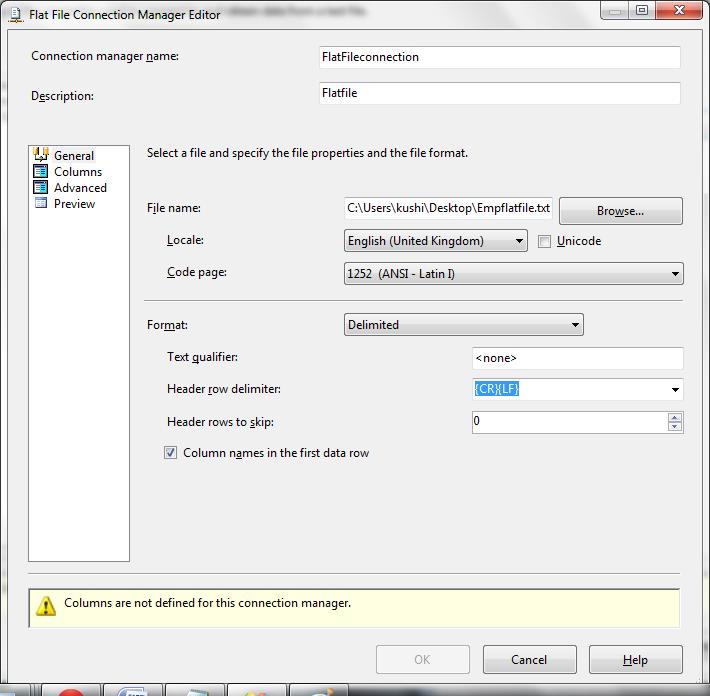 Flat File Connection Manager Editor
Connection manager name: FlatFileconnection
Description: Flatfile
General
Columns
Advanced
Preview
Select a file and specify the file properties and the file format.
File name: C:\Users\kushi\Desktop\Empflatfile.txt Browse...
Locale: English (United Kingdom) Unicode
Code page: 1252 (ANSI - Latin I)
Format: Delimited
Text qualifier: <none>
Header row delimiter: {CR}{LF}
Header rows to skip: 0
Column names in the first data row
Columns are not defined for this connection manager.
OK Cancel Help